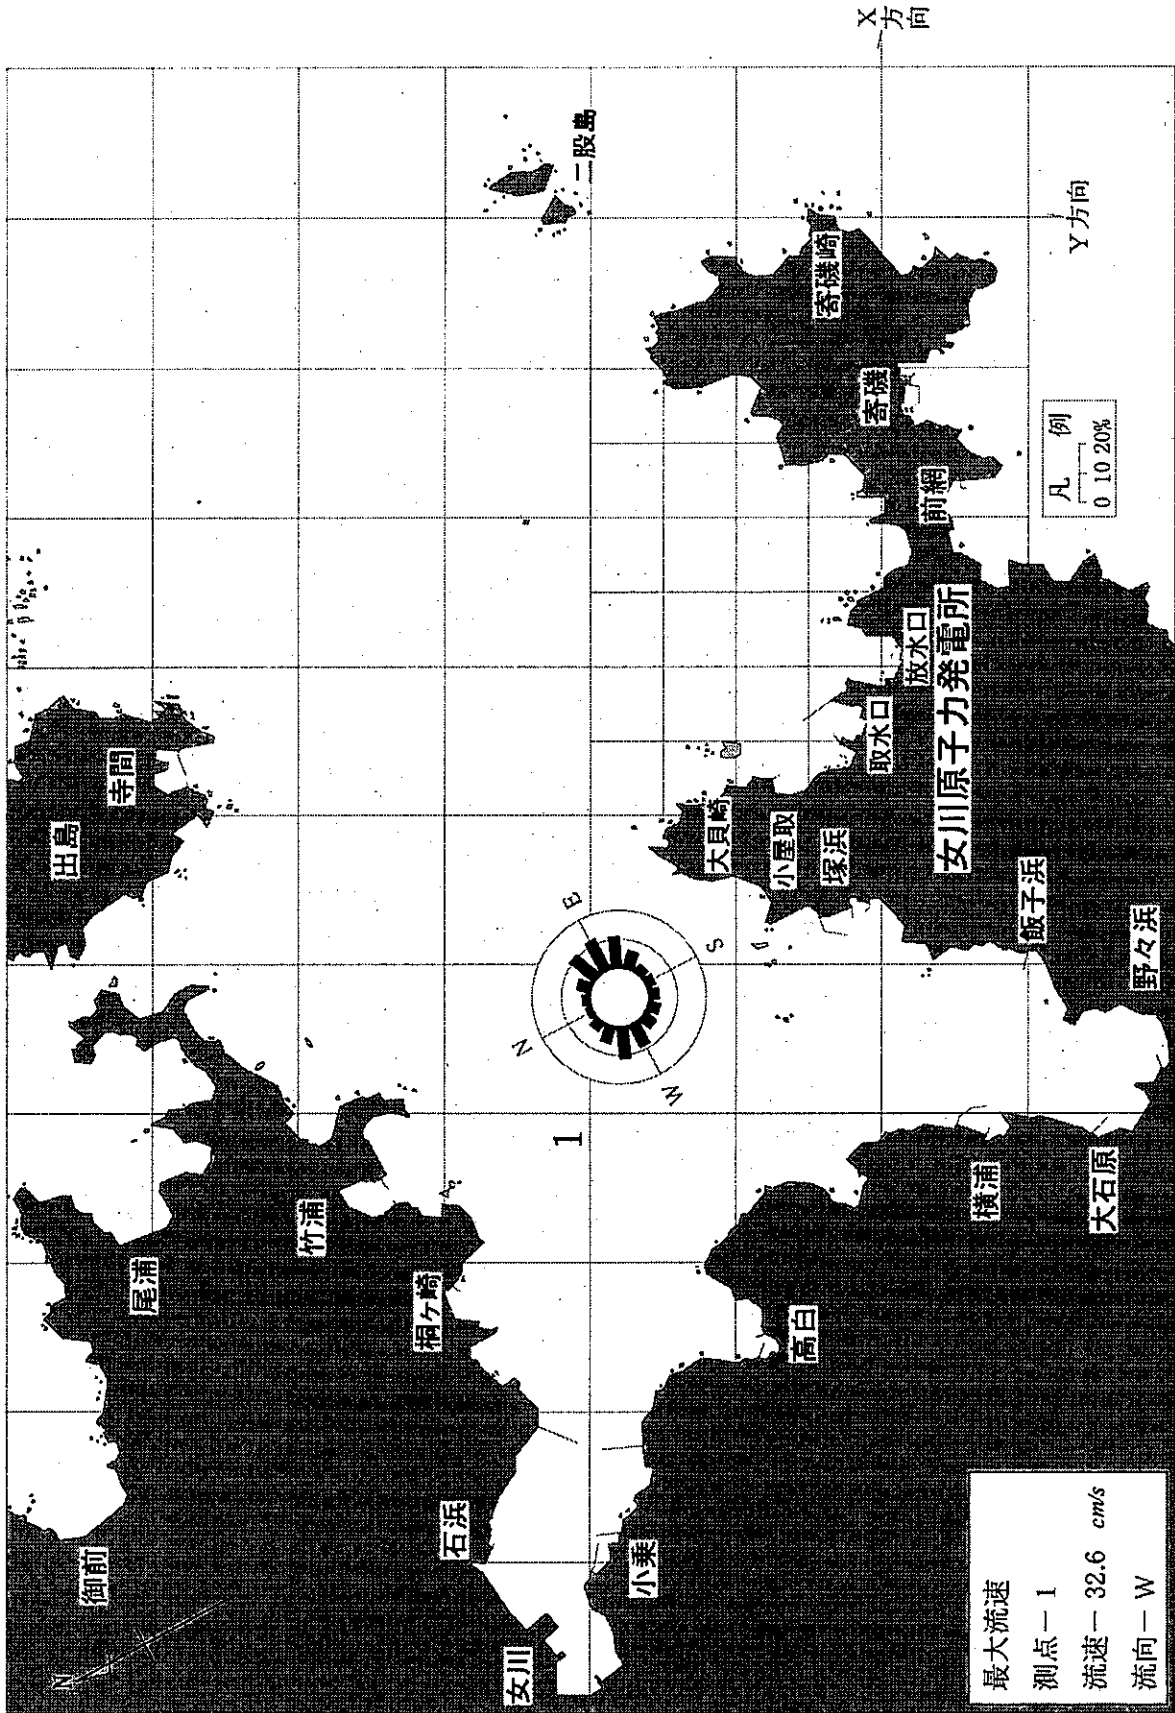 X方向
Y方向
二股島
寄磯崎
寄磯
前網
凡 例
0 10 20%
放水口
女川原子力発電所
取水口
大貝崎
小屋取
塚浜
飯子浜
野々浜
出島
寺間
N
E
S
W
1
尾浦
竹浦
桐ヶ崎
横浦
大石原
高白
御前
石浜
小乗
女川
N
最大流速
測点－1
流速－32.6 cm/s
流向－W